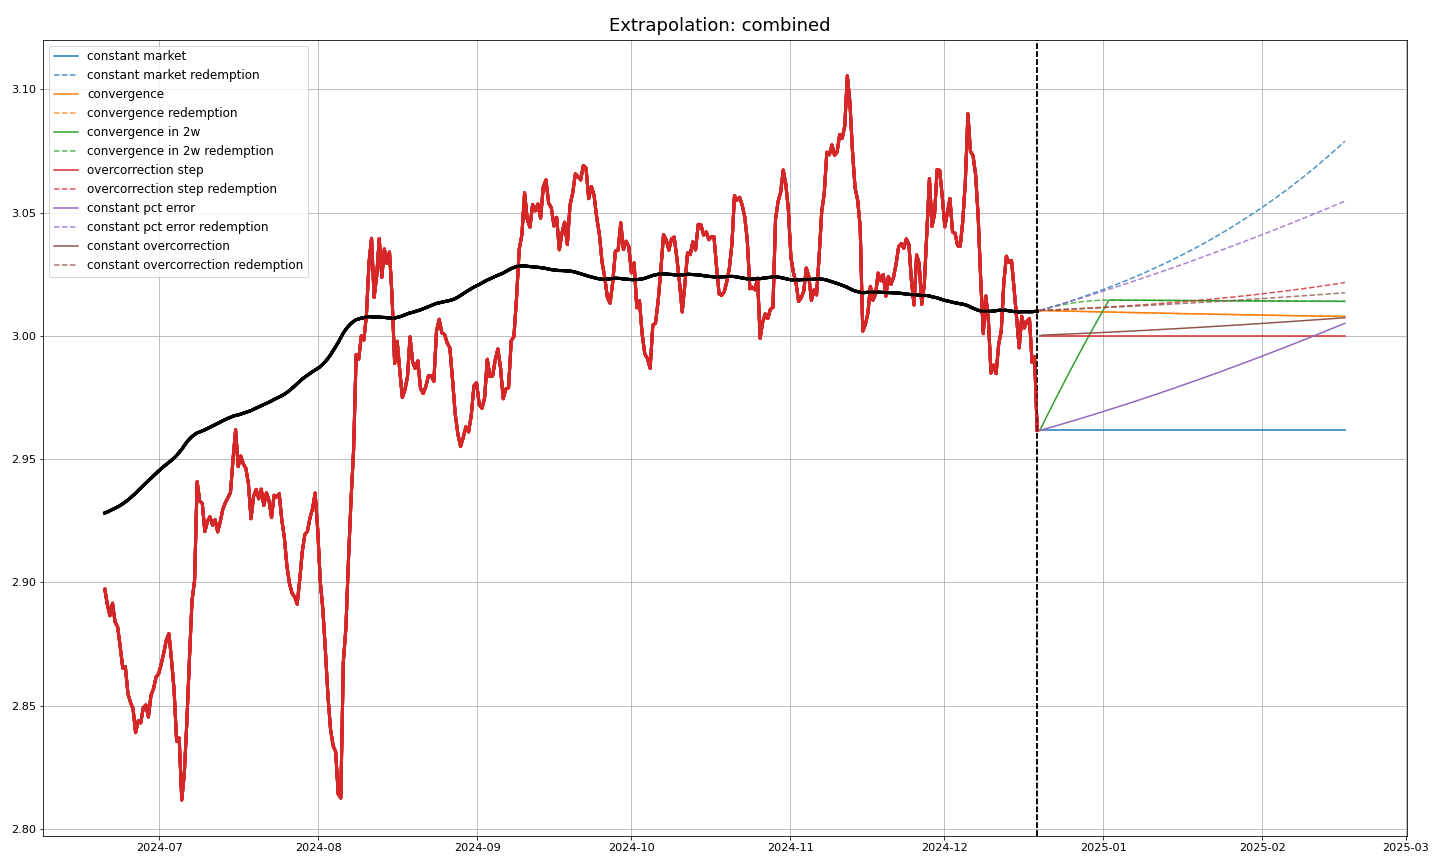 Extrapolation: combined
constant market
constant market redemption
convergence
convergence redemption
convergence in 2w
convergence in 2w redemption
overcorrection step
overcorrection step redemption
constant pct error
constant pct error redemption
constant overcorrection
constant overcorrection redemption
3.10
3.05
3.00
2.95
2.90
2.85
2.80
2024-07 2024-08 2024-09 2024-10 2024-11 2024-12 2025-01 2025-02 2025-03